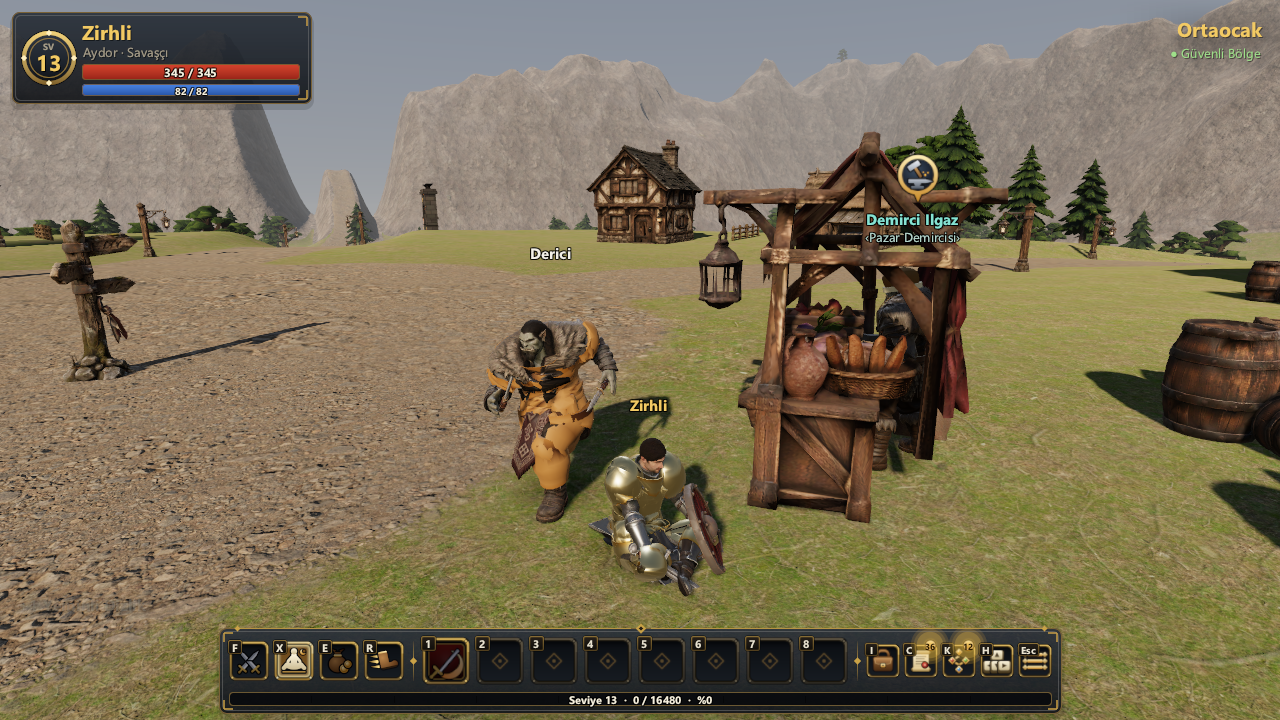 SV
13
Zirhli
Aydor · Savaşçı
345 / 345
82 / 82
Ortaocak
• Güvenli Bölge
Demirci Ilgaz
‹Pazar Demircisi›
Derici
Zirhli
F X E R 1 2 3 4 5 6 7 8 I C 36 K 12 H Esc
Seviye 13 · 0 / 16480 · %0